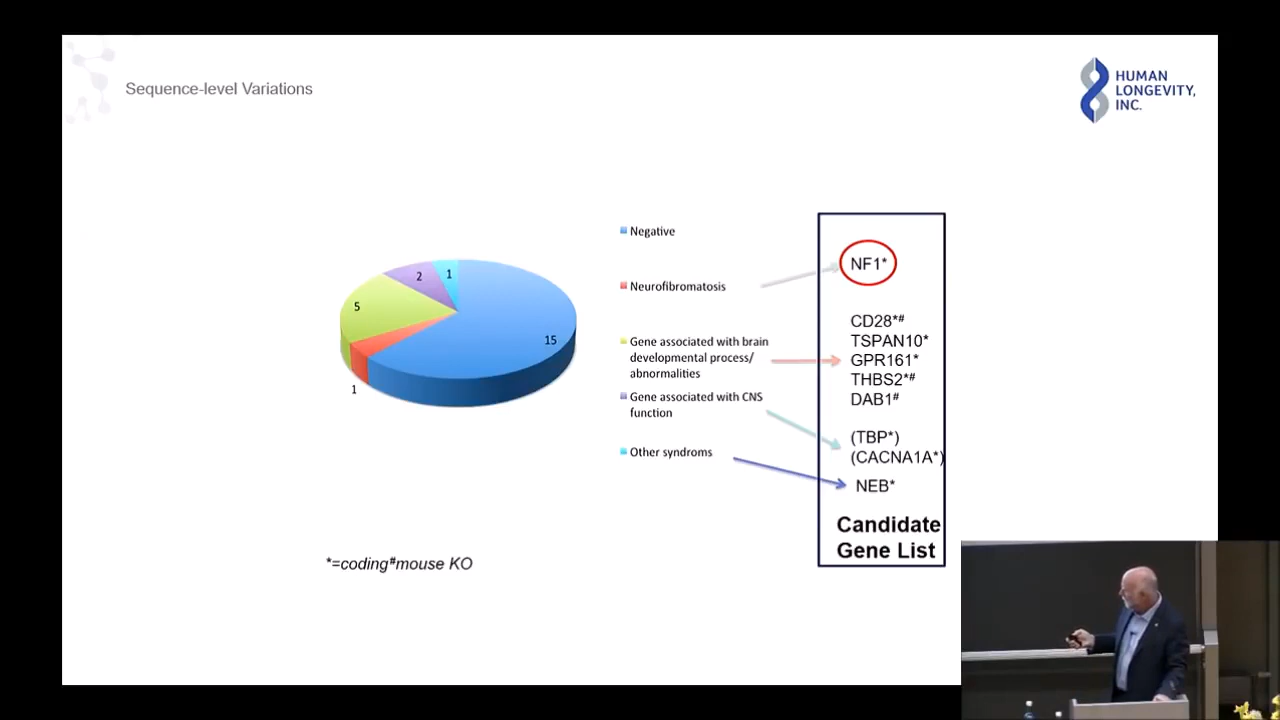 Sequence-level Variations
HUMAN
LONGEVITY,
INC.
Negative
Neurofibromatosis
Gene associated with brain
developmental process/
abnormalities
Gene associated with CNS
function
Other syndroms
15
1
5
2
1
NF1*
CD28*#
TSPAN10*
GPR161*
THBS2*#
DAB1#
(TBP*)
(CACNA1A*)
NEB*
Candidate
Gene List
*=coding#mouse KO